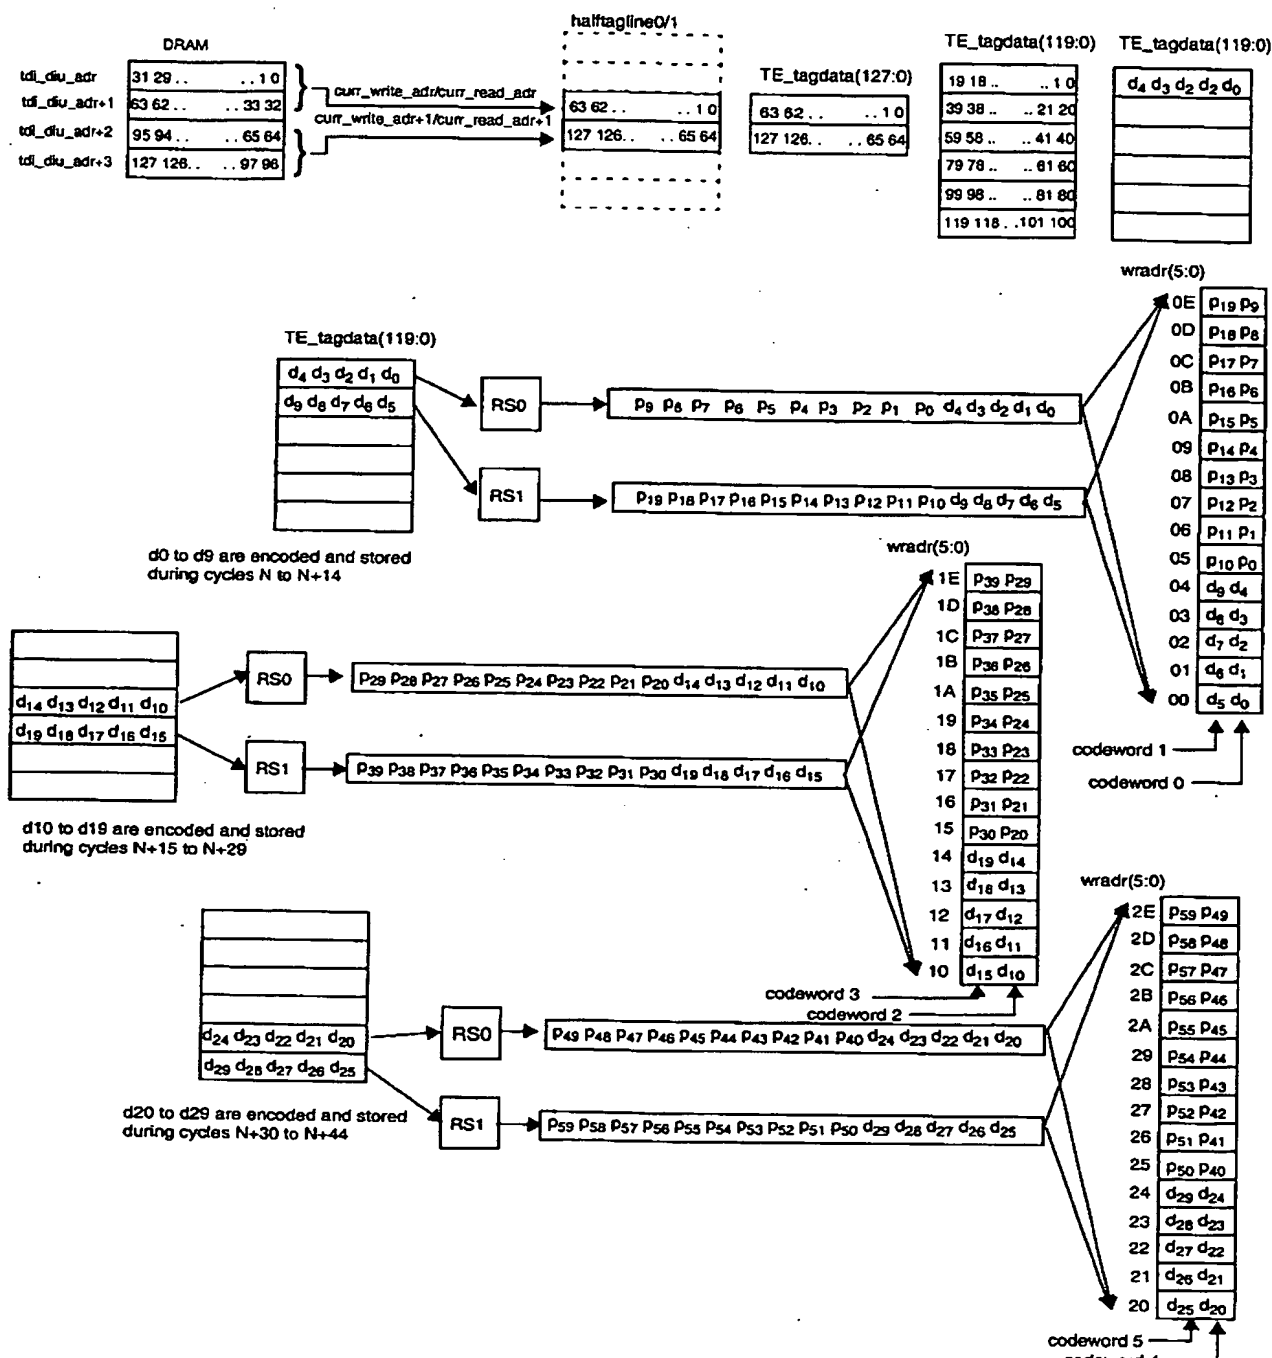 halftagline0/1
DRAM
TE_tagdata(119:0) TE_tagdata(119:0)
TE_tagdata(127:0)
tdi_diu_adr 31 29 . . . . 1 0
tdi_diu_adr+1 63 62 . . . . 33 32
tdi_diu_adr+2 95 94 . . . . 65 64
tdi_diu_adr+3 127 126. . . . 97 96
curr_write_adr/curr_read_adr
curr_write_adr+1/curr_read_adr+1
63 62 . . . . 1 0
127 126. . . . 65 64
63 62 . . . . 1 0
127 126. . . . 65 64
19 18 . . . . 1 0
39 38 . . . . 21 20
59 58 . . . . 41 40
79 78 . . . . 61 60
99 98 . . . . 81 80
119 118 . . 101 100
d4 d3 d2 d2 d0
TE_tagdata(119:0)
d4 d3 d2 d1 d0
d9 d8 d7 d6 d5
RS0
p9 p8 p7 p6 p5 p4 p3 p2 p1 p0 d4 d3 d2 d1 d0
RS1
p19 p18 p17 p16 p15 p14 p13 p12 p11 p10 d9 d8 d7 d6 d5
d0 to d9 are encoded and stored
during cycles N to N+14
wradr(5:0)
0E p19 p9
0D p18 p8
0C p17 p7
0B p16 p6
0A p15 p5
09 p14 p4
08 p13 p3
07 p12 p2
06 p11 p1
05 p10 p0
04 d9 d4
03 d8 d3
02 d7 d2
01 d6 d1
00 d5 d0
codeword 1
codeword 0
d14 d13 d12 d11 d10
d19 d18 d17 d16 d15
RS0
p29 p28 p27 p26 p25 p24 p23 p22 p21 p20 d14 d13 d12 d11 d10
RS1
p39 p38 p37 p36 p35 p34 p33 p32 p31 p30 d19 d18 d17 d16 d15
d10 to d19 are encoded and stored
during cycles N+15 to N+29
wradr(5:0)
1E p39 p29
1D p38 p28
1C p37 p27
1B p36 p26
1A p35 p25
19 p34 p24
18 p33 p23
17 p32 p22
16 p31 p21
15 p30 p20
14 d19 d14
13 d18 d13
12 d17 d12
11 d16 d11
10 d15 d10
codeword 3
codeword 2
d24 d23 d22 d21 d20
d29 d28 d27 d26 d25
RS0
p49 p48 p47 p46 p45 p44 p43 p42 p41 p40 d24 d23 d22 d21 d20
RS1
p59 p58 p57 p56 p55 p54 p53 p52 p51 p50 d29 d28 d27 d26 d25
d20 to d29 are encoded and stored
during cycles N+30 to N+44
wradr(5:0)
2E p59 p49
2D p58 p48
2C p57 p47
2B p56 p46
2A p55 p45
29 p54 p44
28 p53 p43
27 p52 p42
26 p51 p41
25 p50 p40
24 d29 d24
23 d28 d23
22 d27 d22
21 d26 d21
20 d25 d20
codeword 5